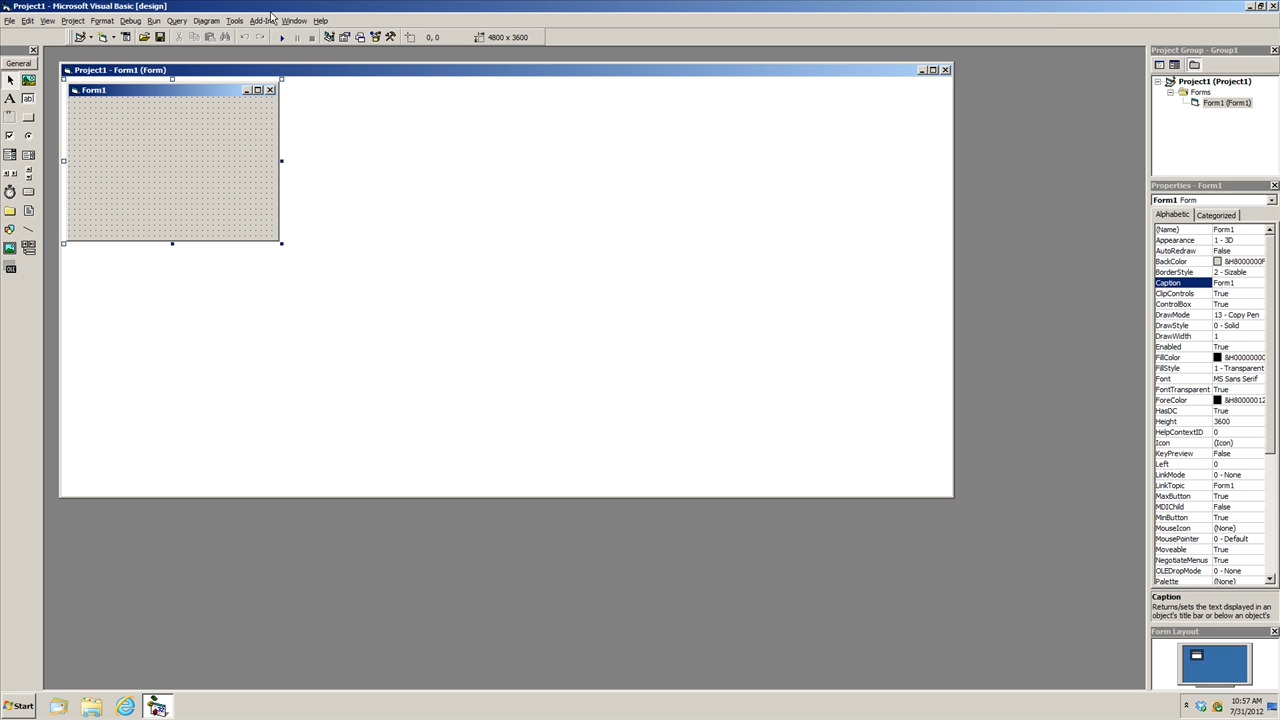 Project1 - Microsoft Visual Basic [design]
File Edit View Project Format Debug Run Query Diagram Tools Add-Ins Window Help
0, 0 4800 x 3600
General
Project1 - Form1 (Form)
Form1
Project Group - Group1
Project1 (Project1)
Forms
Form1 (Form1)
Properties - Form1
Form1 Form
Alphabetic Categorized
(Name) Form1
Appearance 1 - 3D
AutoRedraw False
BackColor &H8000000F
BorderStyle 2 - Sizable
Caption Form1
ClipControls True
ControlBox True
DrawMode 13 - Copy Pen
DrawStyle 0 - Solid
DrawWidth 1
Enabled True
FillColor &H00000000
FillStyle 1 - Transparent
Font MS Sans Serif
FontTransparent True
ForeColor &H80000012
HasDC True
Height 3600
HelpContextID 0
Icon (Icon)
KeyPreview False
Left 0
LinkMode 0 - None
LinkTopic Form1
MaxButton True
MDIChild False
MinButton True
MouseIcon (None)
MousePointer 0 - Default
Moveable True
NegotiateMenus True
OLEDropMode 0 - None
Palette (None)
Caption
Returns/sets the text displayed in an
object's title bar or below an object's
Form Layout
Start
10:57 AM
7/31/2012
A
ab
OLE